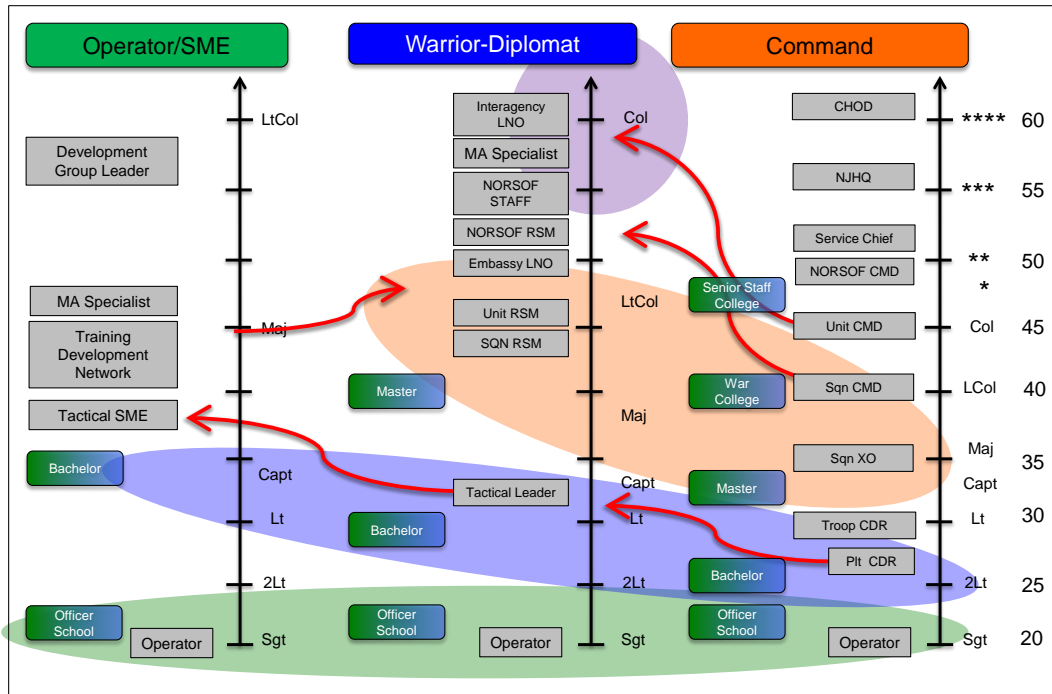 Operator/SME
LtCol
Development
Group Leader
MA Specialist
Maj
Training
Development
Network
Tactical SME
Bachelor
Capt
Lt
2Lt
Officer
School
Operator
Sgt
Warrior-Diplomat
Interagency
LNO
Col
MA Specialist
NORSOF
STAFF
NORSOF RSM
Embassy LNO
LtCol
Unit RSM
SQN RSM
Master
Maj
Capt
Tactical Leader
Lt
Bachelor
2Lt
Officer
School
Operator
Sgt
Command
CHOD
**** 60
NJHQ
*** 55
Service Chief
** 50
NORSOF CMD
*
Senior Staff
College
Unit CMD
Col 45
War
College
Sqn CMD
LCol 40
Maj
Sqn XO
35
Capt
Master
Troop CDR
Lt 30
Plt CDR
Bachelor
2Lt 25
Officer
School
Operator
Sgt 20